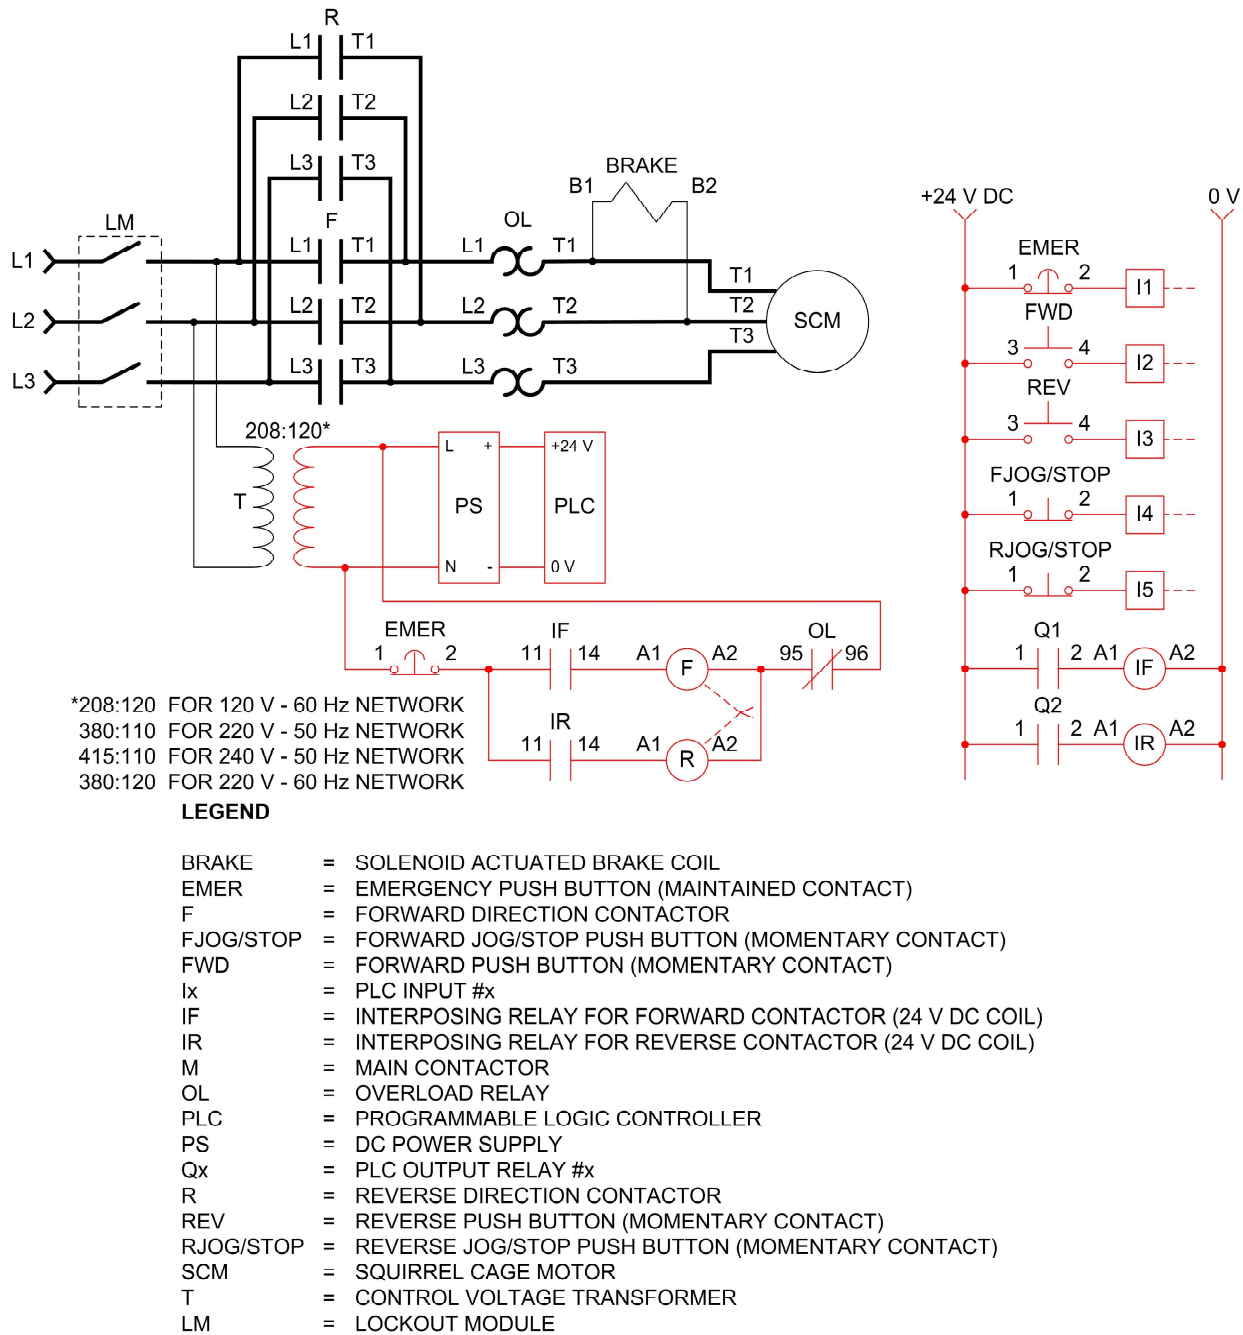 R
L1 T1
L2 T2
L3 T3
F
L1 T1
L2 T2
L3 T3
LM
L1
L2
L3
OL
L1 T1
L2 T2
L3 T3
BRAKE
B1 B2
T1
T2
T3
SCM
208:120*
T
L +
PS
N -
+24 V
PLC
0 V
EMER
1 2
IF
11 14
A1 F A2
OL
95 96
IR
11 14
A1 R A2
+24 V DC 0 V
EMER
1 2 I1
FWD
3 4 I2
REV
3 4 I3
FJOG/STOP
1 2 I4
RJOG/STOP
1 2 I5
Q1
1 2 A1 IF A2
Q2
1 2 A1 IR A2
*208:120 FOR 120 V - 60 Hz NETWORK
380:110 FOR 220 V - 50 Hz NETWORK
415:110 FOR 240 V - 50 Hz NETWORK
380:120 FOR 220 V - 60 Hz NETWORK
LEGEND
BRAKE = SOLENOID ACTUATED BRAKE COIL
EMER = EMERGENCY PUSH BUTTON (MAINTAINED CONTACT)
F = FORWARD DIRECTION CONTACTOR
FJOG/STOP = FORWARD JOG/STOP PUSH BUTTON (MOMENTARY CONTACT)
FWD = FORWARD PUSH BUTTON (MOMENTARY CONTACT)
Ix = PLC INPUT #x
IF = INTERPOSING RELAY FOR FORWARD CONTACTOR (24 V DC COIL)
IR = INTERPOSING RELAY FOR REVERSE CONTACTOR (24 V DC COIL)
M = MAIN CONTACTOR
OL = OVERLOAD RELAY
PLC = PROGRAMMABLE LOGIC CONTROLLER
PS = DC POWER SUPPLY
Qx = PLC OUTPUT RELAY #x
R = REVERSE DIRECTION CONTACTOR
REV = REVERSE PUSH BUTTON (MOMENTARY CONTACT)
RJOG/STOP = REVERSE JOG/STOP PUSH BUTTON (MOMENTARY CONTACT)
SCM = SQUIRREL CAGE MOTOR
T = CONTROL VOLTAGE TRANSFORMER
LM = LOCKOUT MODULE